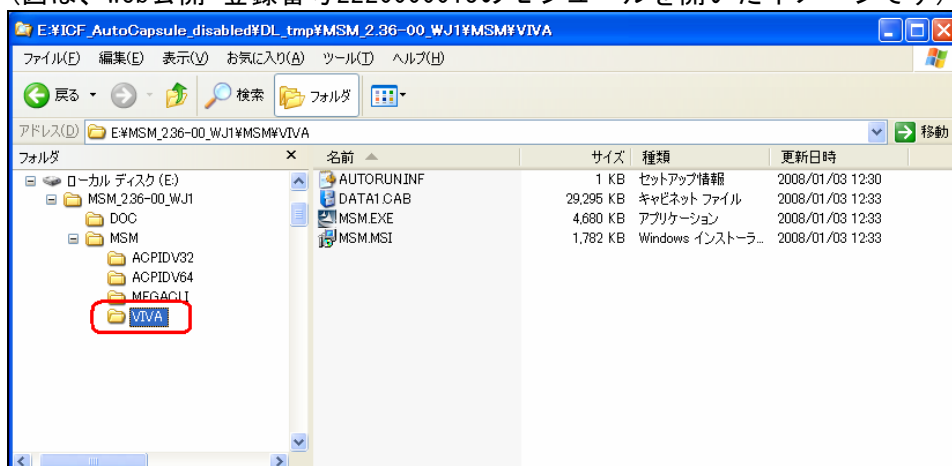 E:¥ICF_AutoCapsule_disabled¥DL_tmp¥MSM_2.36-00_WJ1¥MSM¥VIVA
ファイル(F) 編集(E) 表示(V) お気に入り(A) ツール(T) ヘルプ(H)
戻る 検索 フォルダ
アドレス(D) E:¥MSM_2.36-00_WJ1¥MSM¥VIVA 移動
フォルダ × 名前 サイズ 種類 更新日時
ローカル ディスク (E:) AUTORUN.INF 1 KB セットアップ情報 2008/01/03 12:30
MSM_2.36-00_WJ1 DATA1.CAB 29,295 KB キャビネット ファイル 2008/01/03 12:33
DOC MSM.EXE 4,680 KB アプリケーション 2008/01/03 12:33
MSM MSM.MSI 1,782 KB Windows インストーラ... 2008/01/03 12:33
ACPIDV32
ACPIDV64
MEGACLI
VIVA